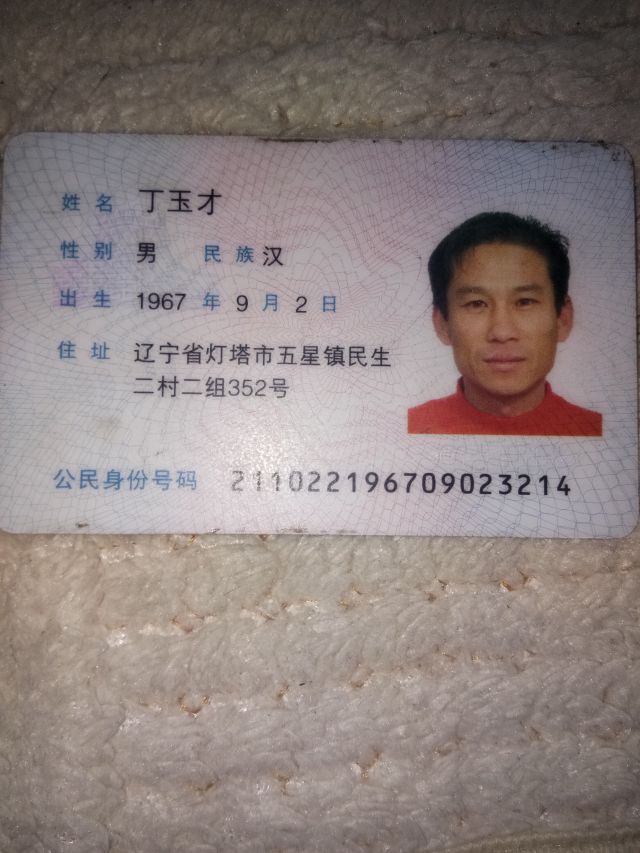 姓名 丁玉才
性别 男 民族 汉
出生 1967 年 9 月 2 日
住址 辽宁省灯塔市五星镇民生
二村二组352号
公民身份号码 211022196709023214